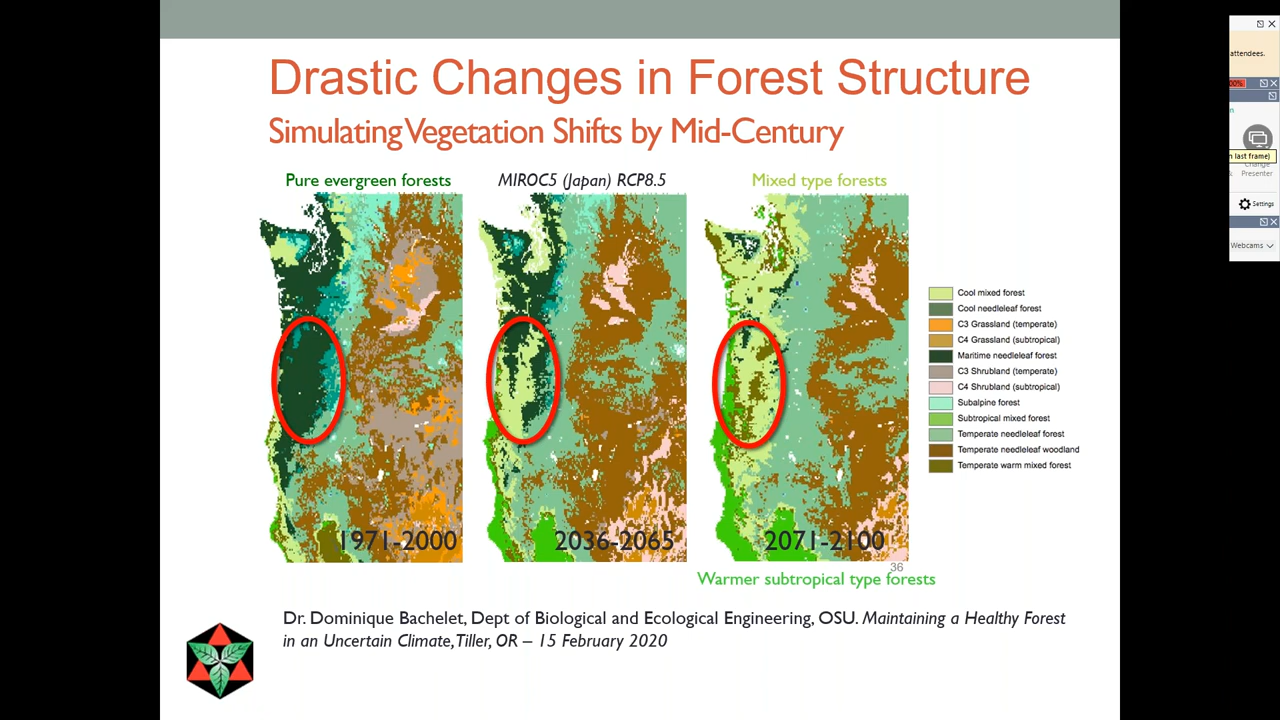 Drastic Changes in Forest Structure
Simulating Vegetation Shifts by Mid-Century
Pure evergreen forests
MIROC5 (Japan) RCP8.5
Mixed type forests
Cool mixed forest
Cool needleleaf forest
C3 Grassland (temperate)
C4 Grassland (subtropical)
Maritime needleleaf forest
C3 Shrubland (temperate)
C4 Shrubland (subtropical)
Subalpine forest
Subtropical mixed forest
Temperate needleleaf forest
Temperate needleleaf woodland
Temperate warm mixed forest
1971-2000
2036-2065
2071-2100
36
Warmer subtropical type forests
Dr. Dominique Bachelet, Dept of Biological and Ecological Engineering, OSU. Maintaining a Healthy Forest
in an Uncertain Climate, Tiller, OR – 15 February 2020
attendees.
last frame)
Change
Presenter
Settings
Webcams